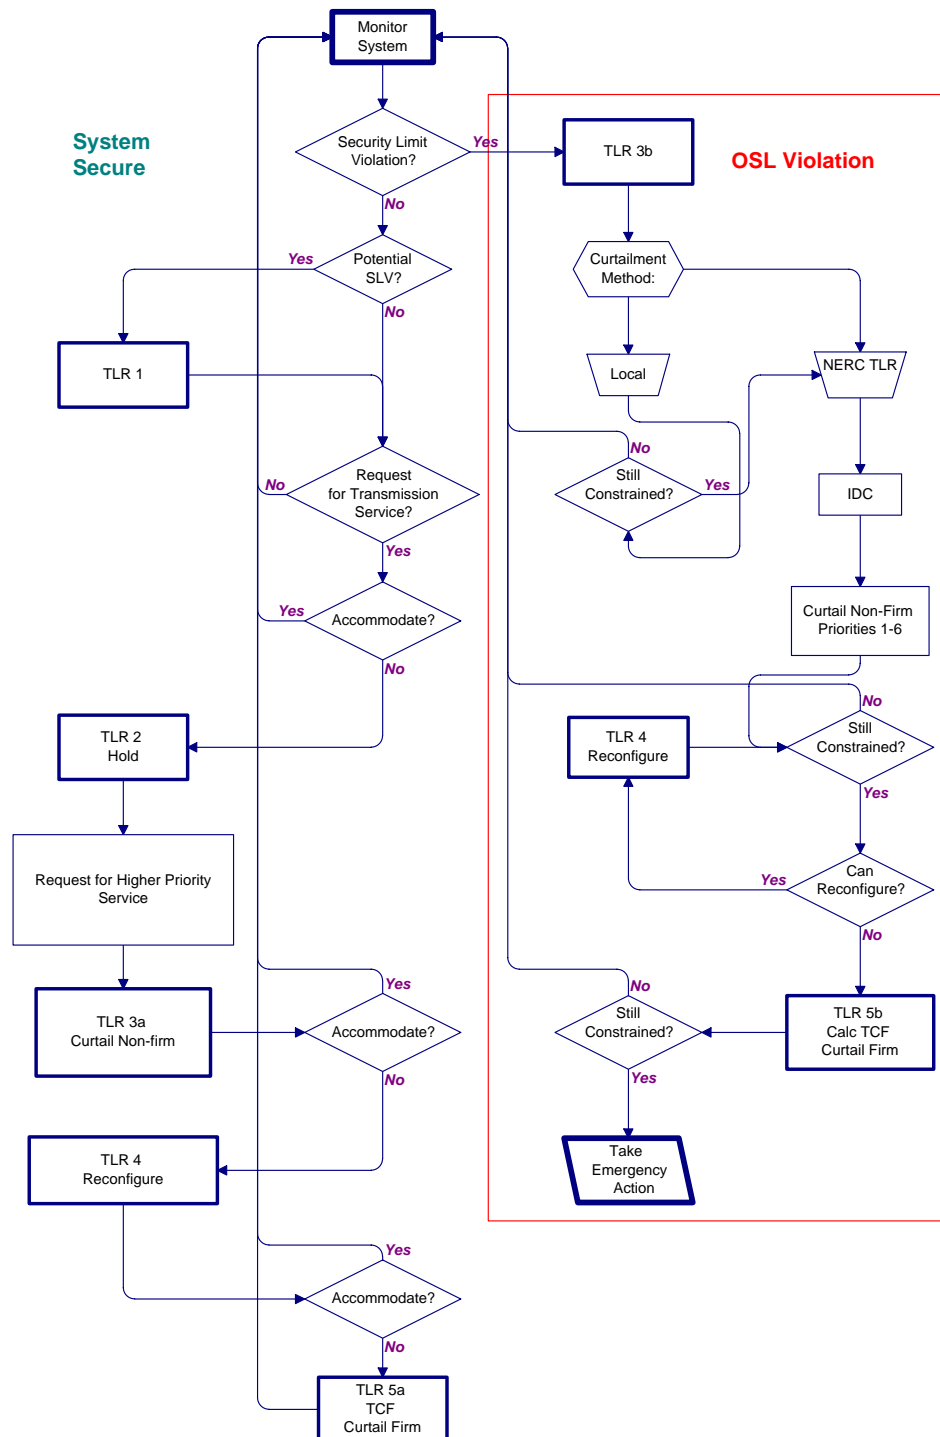 Monitor
System
System
Secure
Security Limit
Violation?
Yes
No
TLR 3b
OSL Violation
Potential
SLV?
Yes
No
Curtailment
Method:
TLR 1
Local
NERC TLR
Request
for Transmission
Service?
No
Yes
No
Still
Constrained?
Yes
IDC
Accommodate?
Yes
No
Curtail Non-Firm
Priorities 1-6
TLR 2
Hold
TLR 4
Reconfigure
No
Still
Constrained?
Yes
Request for Higher Priority
Service
Can
Reconfigure?
Yes
No
TLR 3a
Curtail Non-firm
Yes
Accommodate?
No
No
Still
Constrained?
Yes
TLR 5b
Calc TCF
Curtail Firm
TLR 4
Reconfigure
Take
Emergency
Action
Yes
Accommodate?
No
TLR 5a
TCF
Curtail Firm